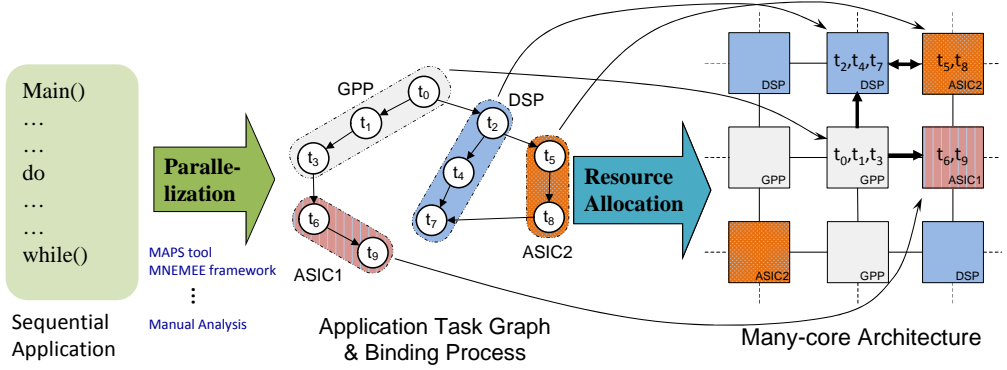 Main()
…
…
do
…
…
while()
Sequential
Application
Paralle-
lization
MAPS tool
MNEMEE framework
⋮
Manual Analysis
GPP
t0
t1
t3
DSP
t2
t4
t7
t5
t8
ASIC2
t6
t9
ASIC1
Application Task Graph
& Binding Process
Resource
Allocation
DSP
t2,t4,t7
DSP
t5,t8
ASIC2
GPP
t0,t1,t3
GPP
t6,t9
ASIC1
ASIC2
GPP
DSP
Many-core Architecture